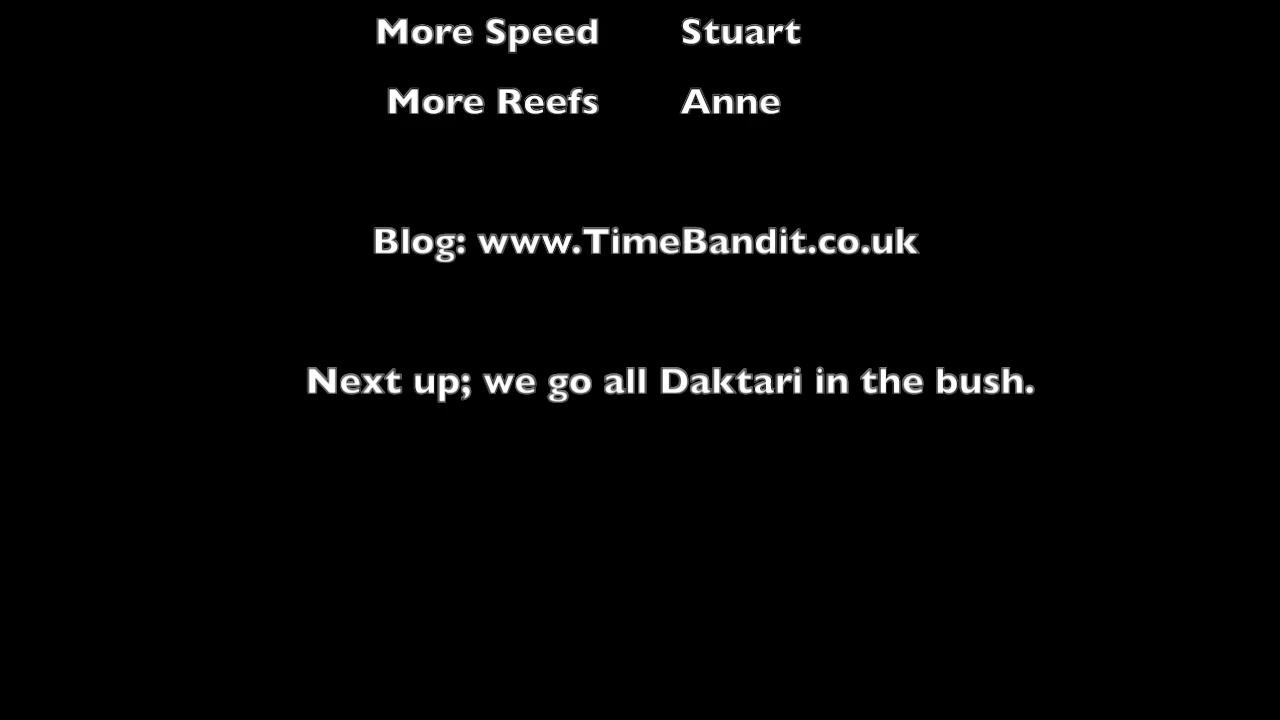 More Speed Stuart
More Reefs Anne
Blog: www.TimeBandit.co.uk
Next up; we go all Daktari in the bush.